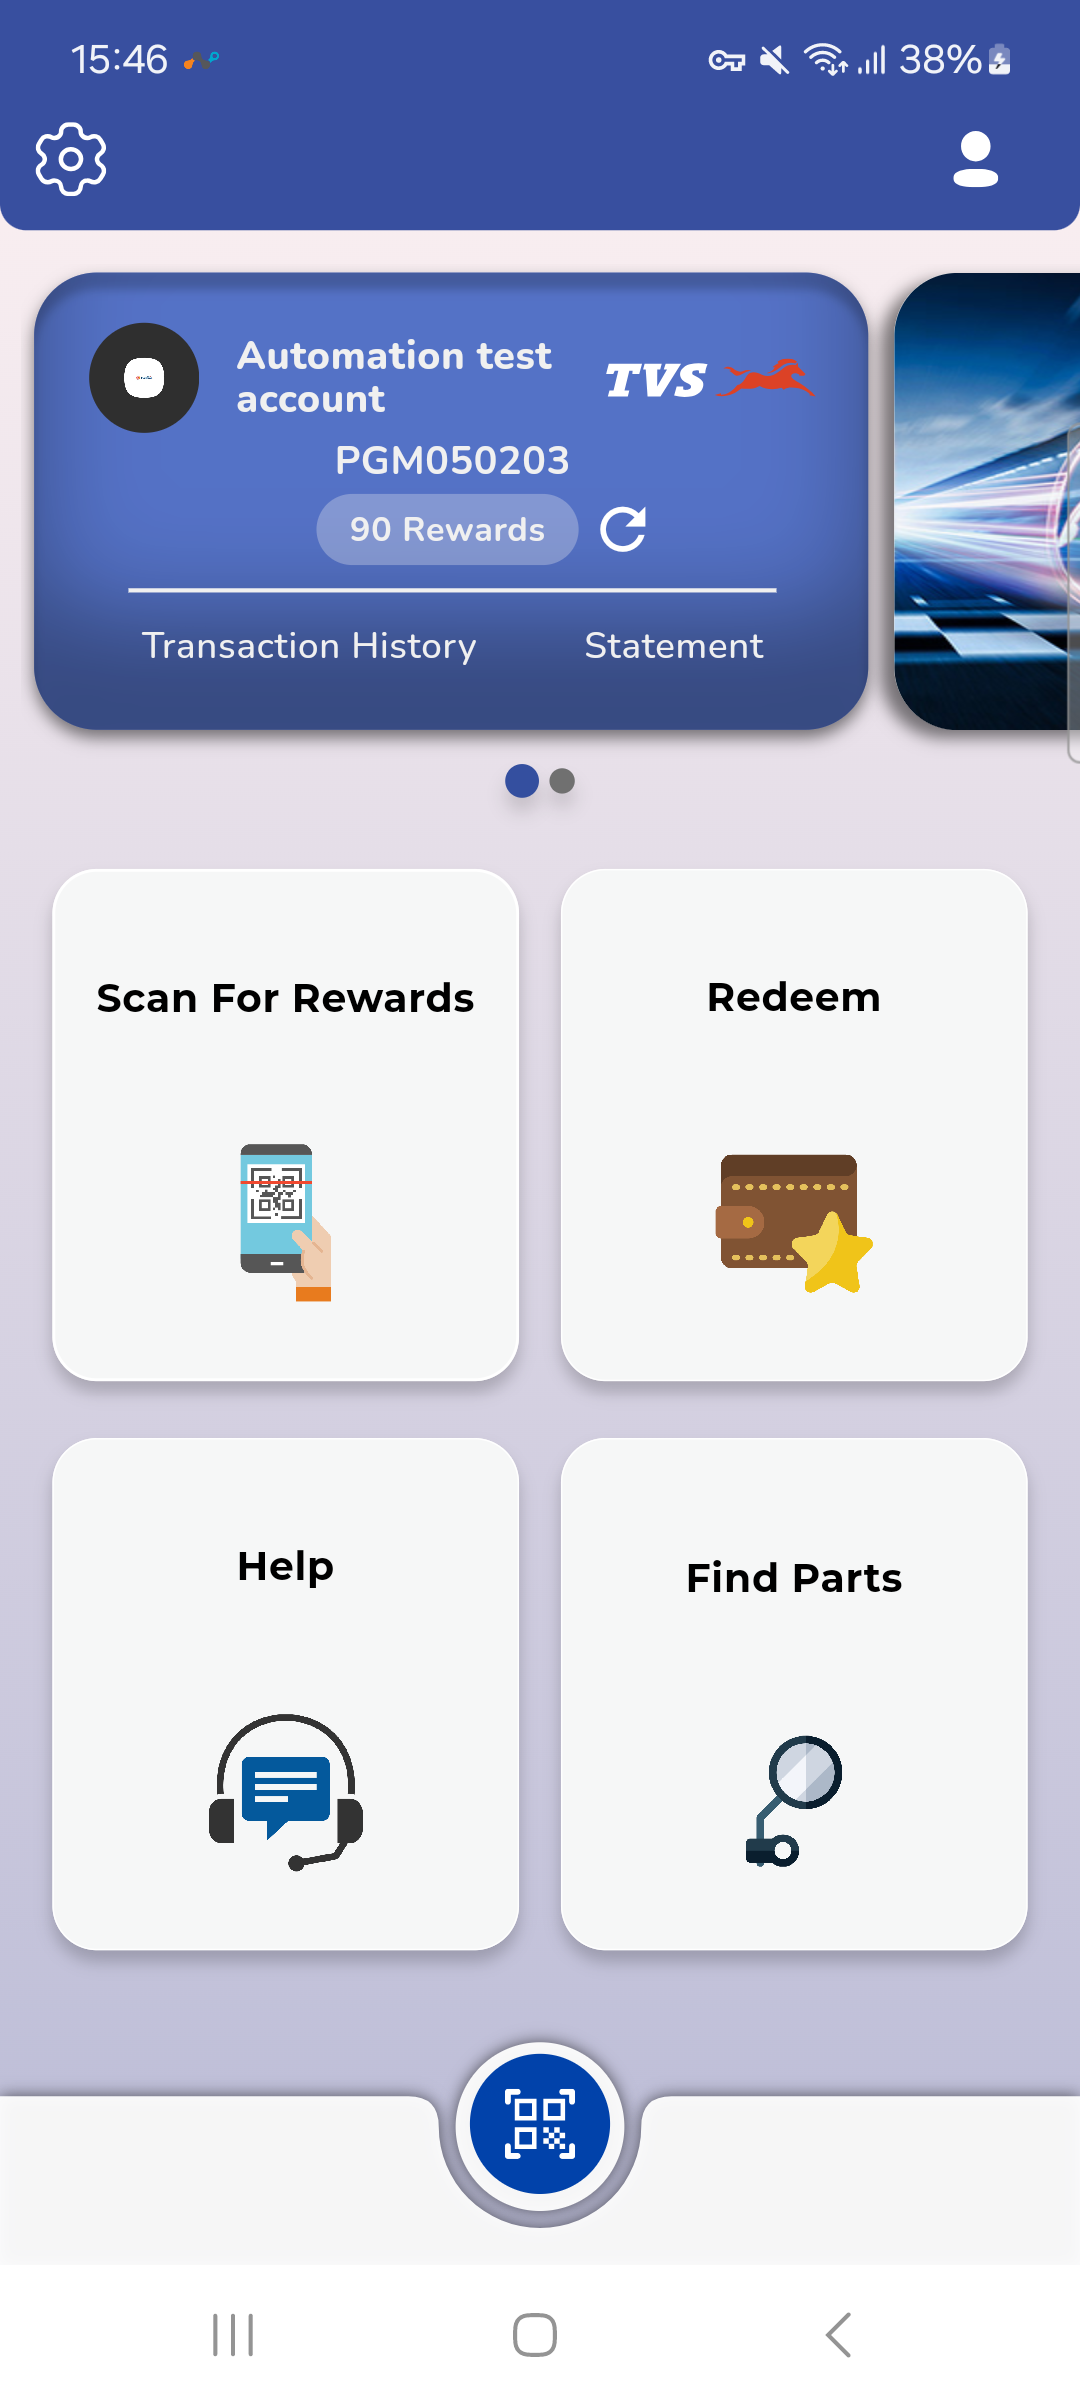 15:46
38%
Automation test
account
TVS
PGM050203
90 Rewards
Transaction History
Statement
Scan For Rewards
Redeem
Help
Find Parts